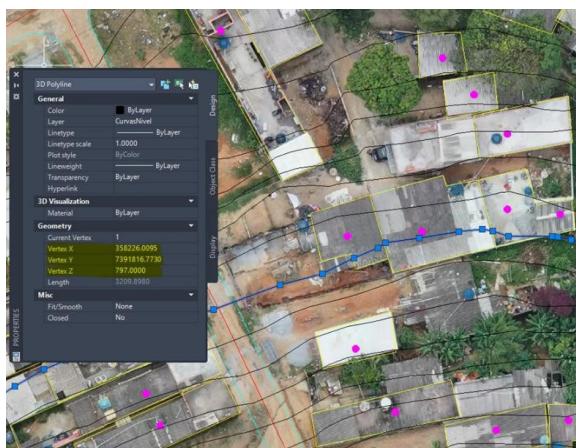 3D Polyline
General
Color ByLayer
Layer CurvasNivel
Linetype ByLayer
Linetype scale 1.0000
Plot style ByColor
Lineweight ByLayer
Transparency ByLayer
Hyperlink
3D Visualization
Material ByLayer
Geometry
Current Vertex 1
Vertex X 358226.0095
Vertex Y 7391816.7730
Vertex Z 797.0000
Length 3209.8980
Misc
Fit/Smooth None
Closed No
Design
Object Class
Display
PROPERTIES